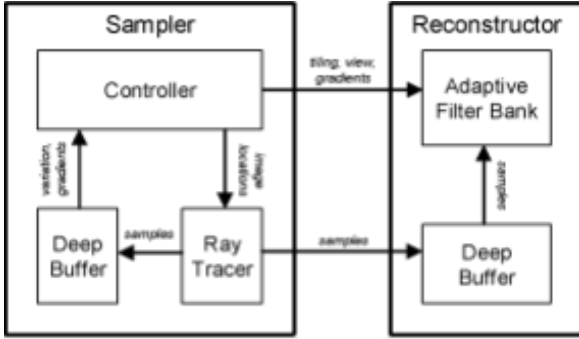 Sampler
Reconstructor
Controller
tiling, view,
gradients
Adaptive
Filter Bank
variation,
gradients
image
locations
samples
Deep
Buffer
samples
Ray
Tracer
samples
Deep
Buffer